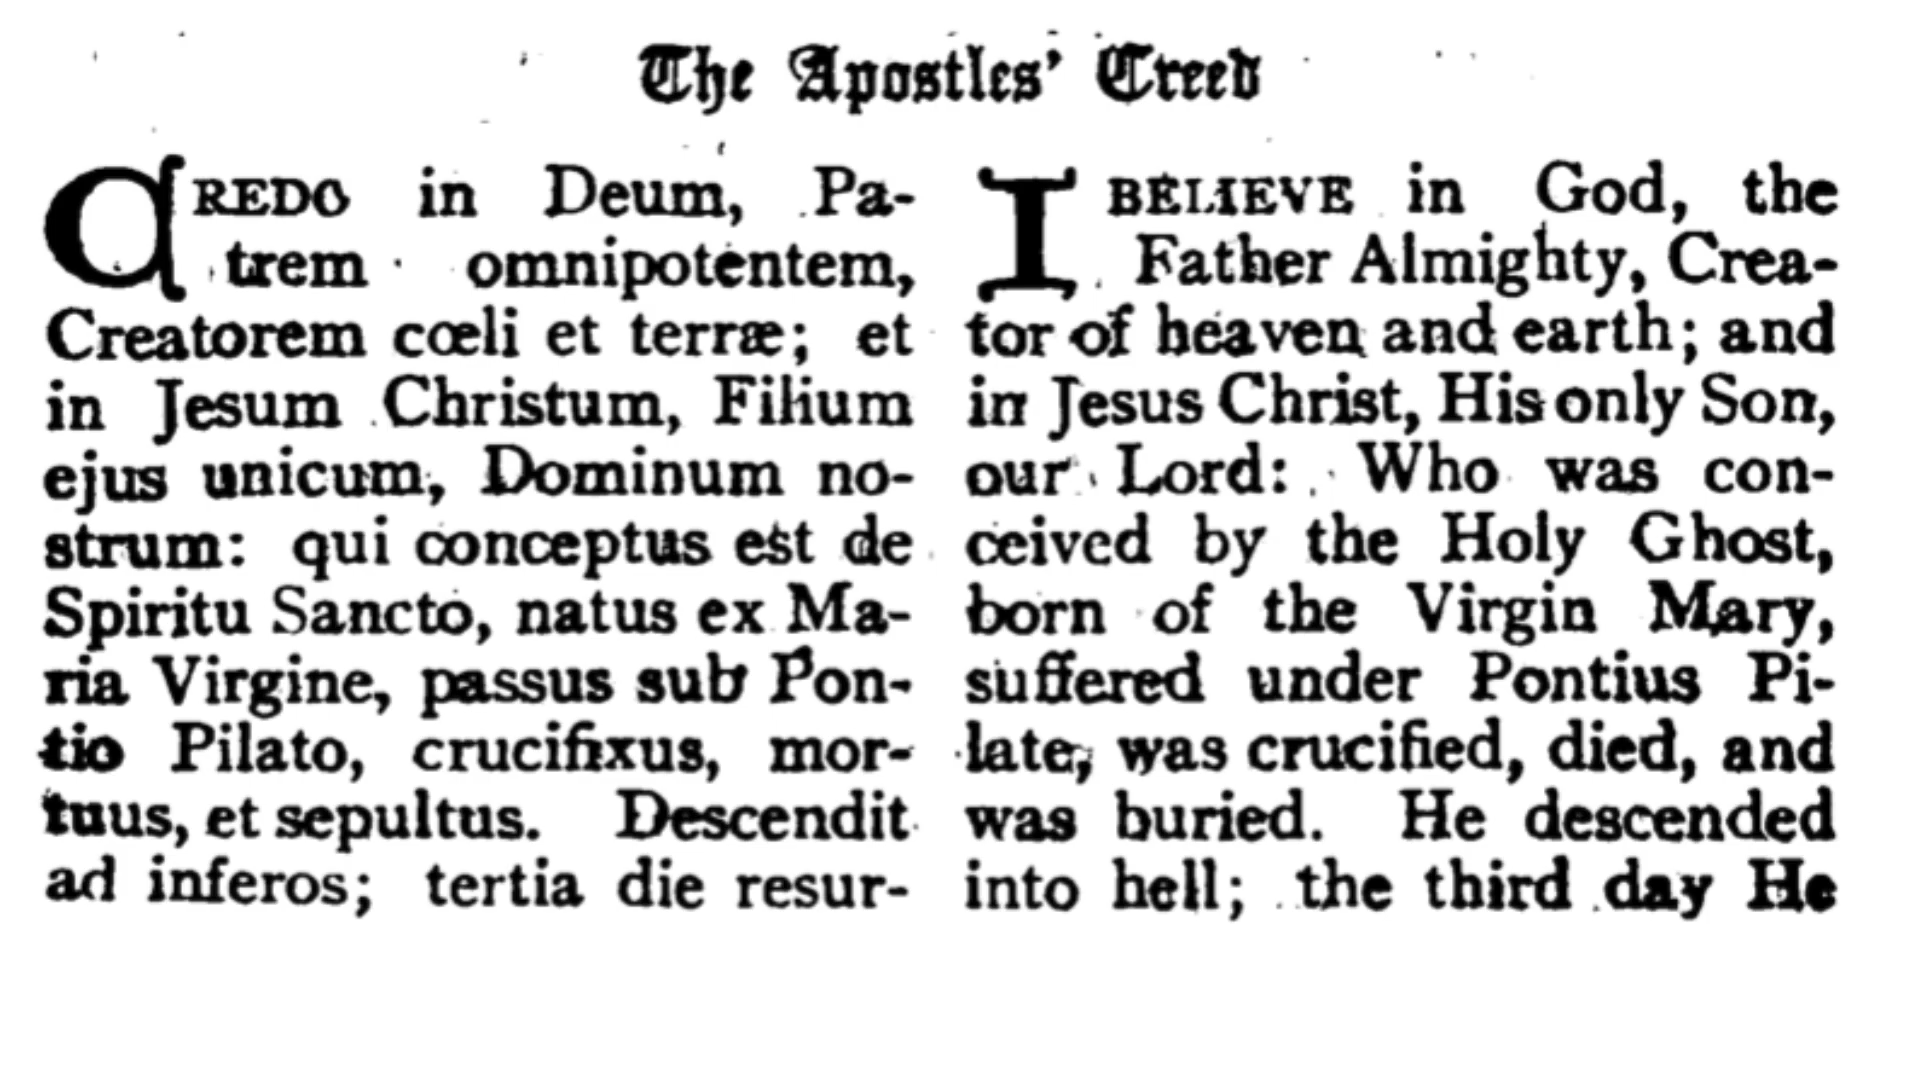 The Apostles' Creed
CREDO in Deum, Pa-
trem omnipotentem,
Creatorem cœli et terræ; et
in Jesum Christum, Filium
ejus unicum, Dominum no-
strum: qui conceptus est de
Spiritu Sancto, natus ex Ma-
ria Virgine, passus sub Pon-
tio Pilato, crucifixus, mor-
tuus, et sepultus. Descendit
ad inferos; tertia die resur-
I BELIEVE in God, the
Father Almighty, Crea-
tor of heaven and earth; and
in Jesus Christ, His only Son,
our Lord: Who was con-
ceived by the Holy Ghost,
born of the Virgin Mary,
suffered under Pontius Pi-
late, was crucified, died, and
was buried. He descended
into hell; the third day He